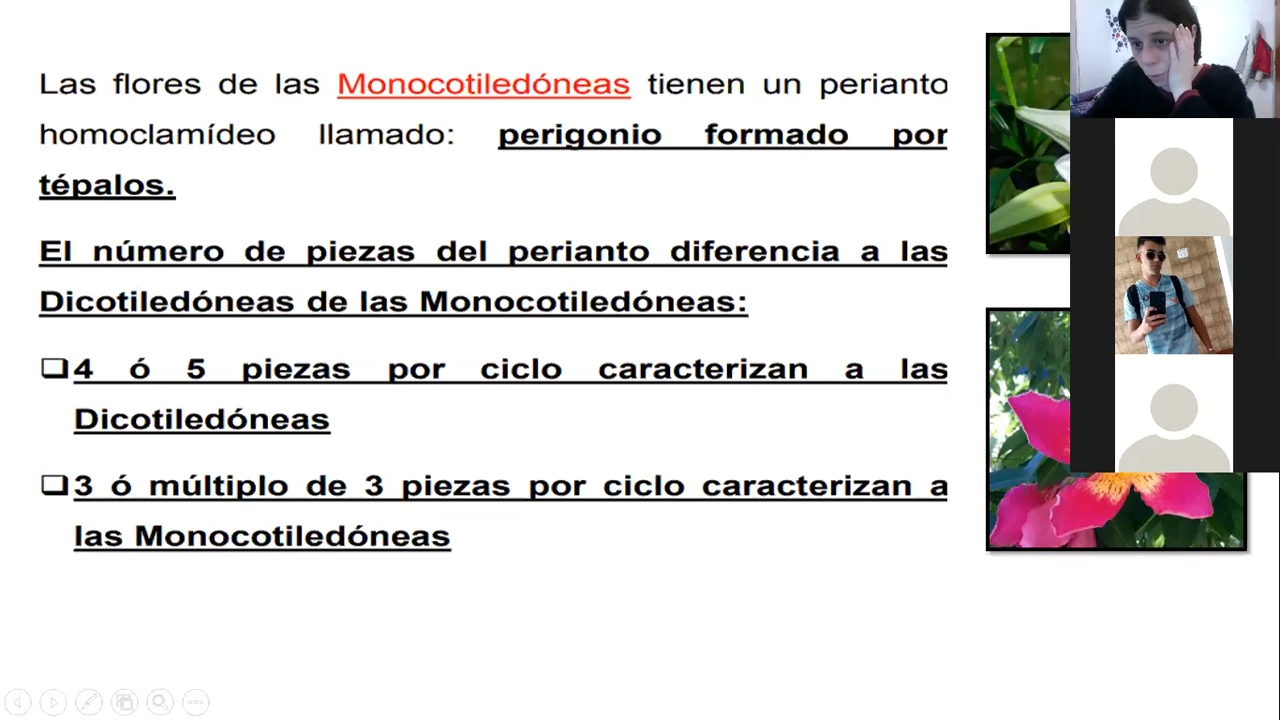 Las flores de las Monocotiledóneas tienen un perianto
homoclamídeo llamado: perigonio formado por
tépalos.
El número de piezas del perianto diferencia a las
Dicotiledóneas de las Monocotiledóneas:
4 ó 5 piezas por ciclo caracterizan a las
Dicotiledóneas
3 ó múltiplo de 3 piezas por ciclo caracterizan a
las Monocotiledóneas